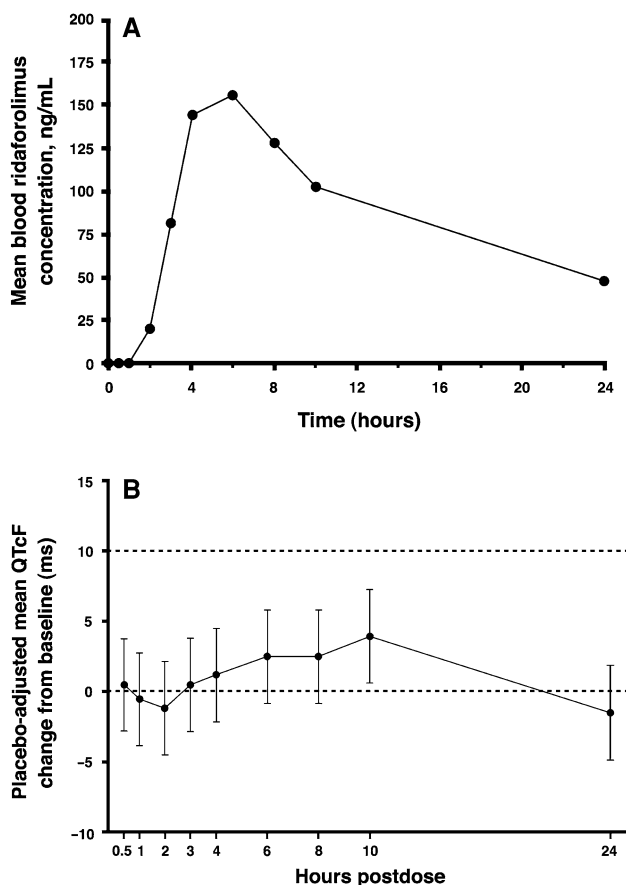 A
200
175
150
125
100
75
50
25
0
Mean blood ridaforolimus
concentration, ng/mL
0 4 8 12 16 20 24
Time (hours)
B
15
10
5
0
−5
−10
Placebo-adjusted mean QTcF
change from baseline (ms)
0.5 1 2 3 4 6 8 10 24
Hours postdose